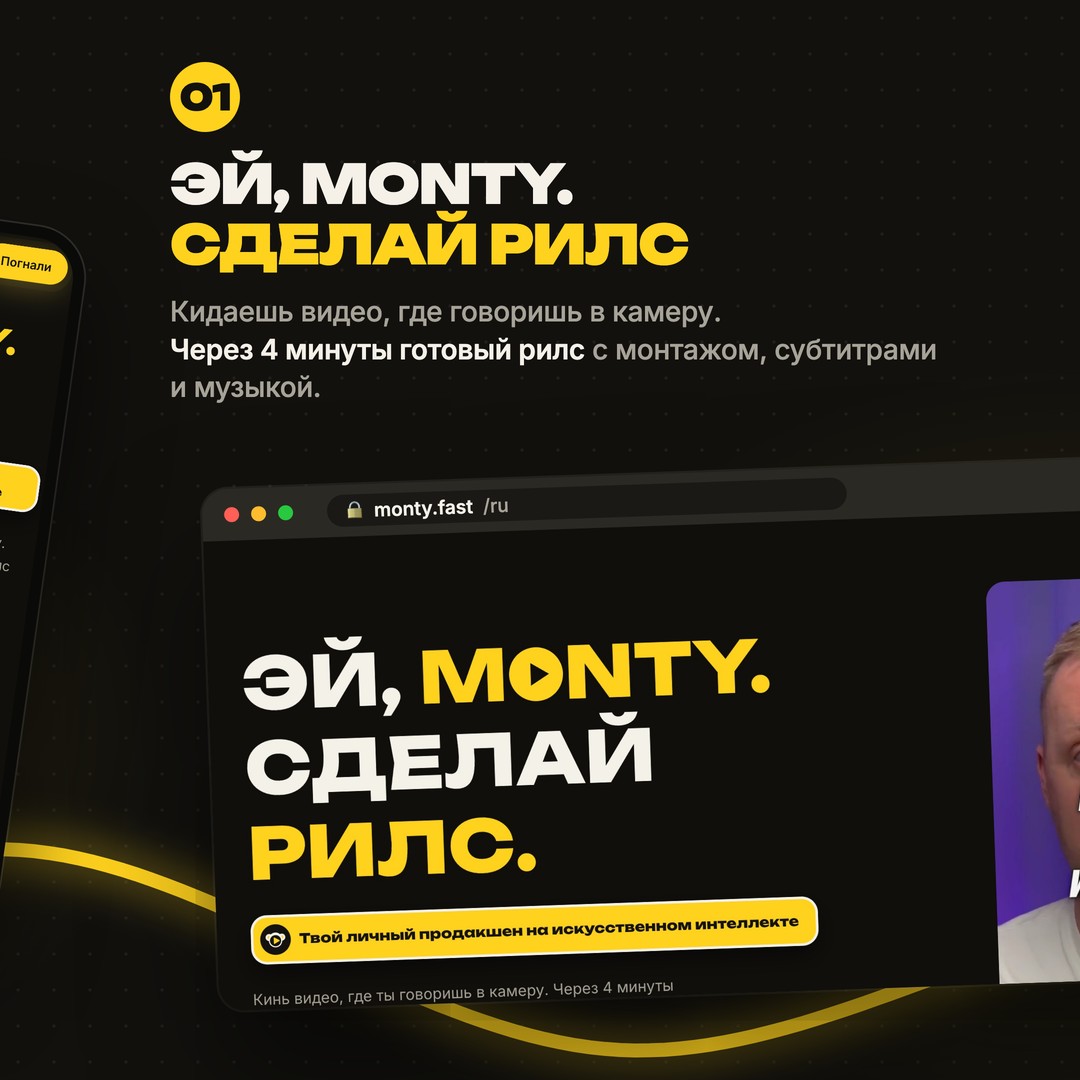 01
ЭЙ, MONTY.
СДЕЛАЙ РИЛС
Кидаешь видео, где говоришь в камеру.
Через 4 минуты готовый рилс с монтажом, субтитрами
и музыкой.
Погнали
monty.fast /ru
ЭЙ, MONTY.
СДЕЛАЙ
РИЛС.
Твой личный продакшен на искусственном интеллекте
Кинь видео, где ты говоришь в камеру. Через 4 минуты